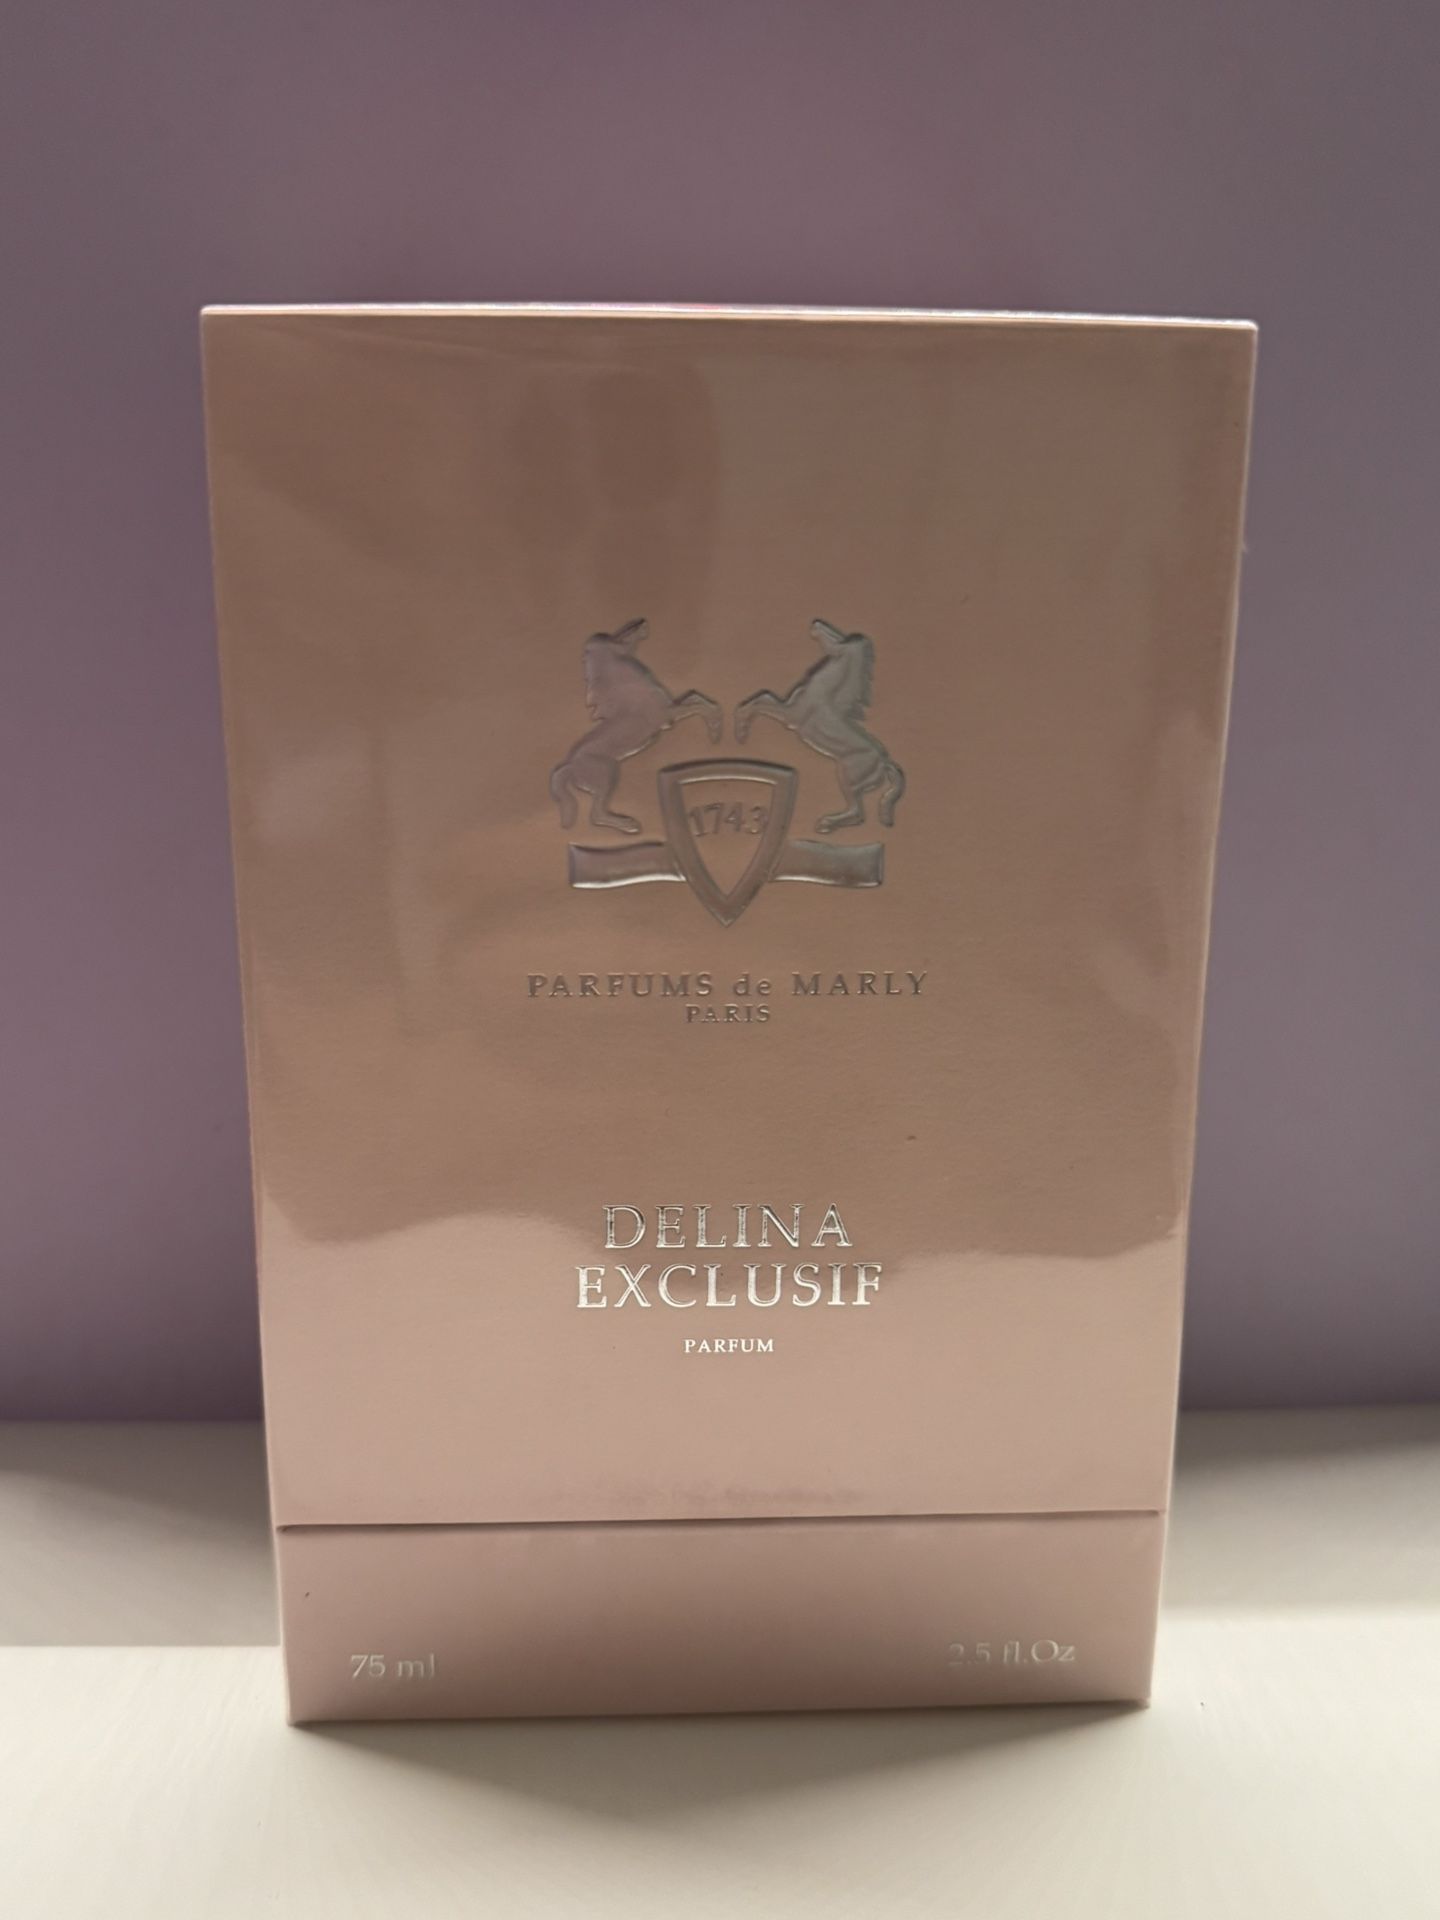 1743
PARFUMS de MARLY
PARIS
DELINA
EXCLUSIF
PARFUM
75 ml
2.5 fl.Oz